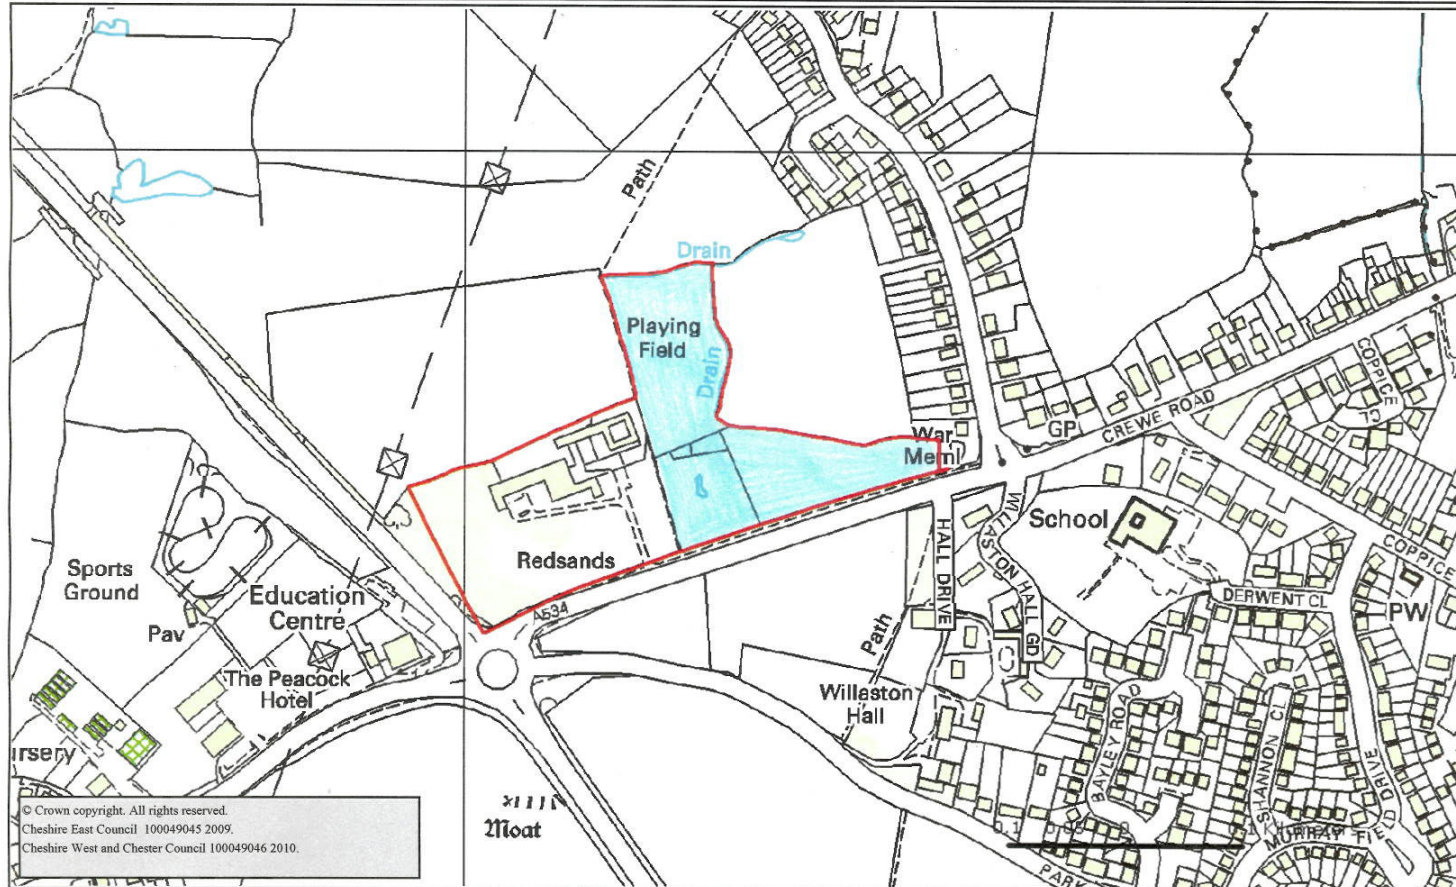 Path
Drain
Playing
Field
Drain
War
Meml
GP
CREWE ROAD
COPPICE CL
School
COPPICE
DERWENT CL
PW
HALL DRIVE
WILLASTON HALL GD
Redsands
A534
Sports
Ground
Education
Centre
Pav
The Peacock
Hotel
Path
Willaston
Hall
BAYLEY ROAD
SHANNON CL
FIELD DRIVE
MURRAY
ursery
Moat
PARK
© Crown copyright. All rights reserved.
Cheshire East Council 100049045 2009.
Cheshire West and Chester Council 100049046 2010.